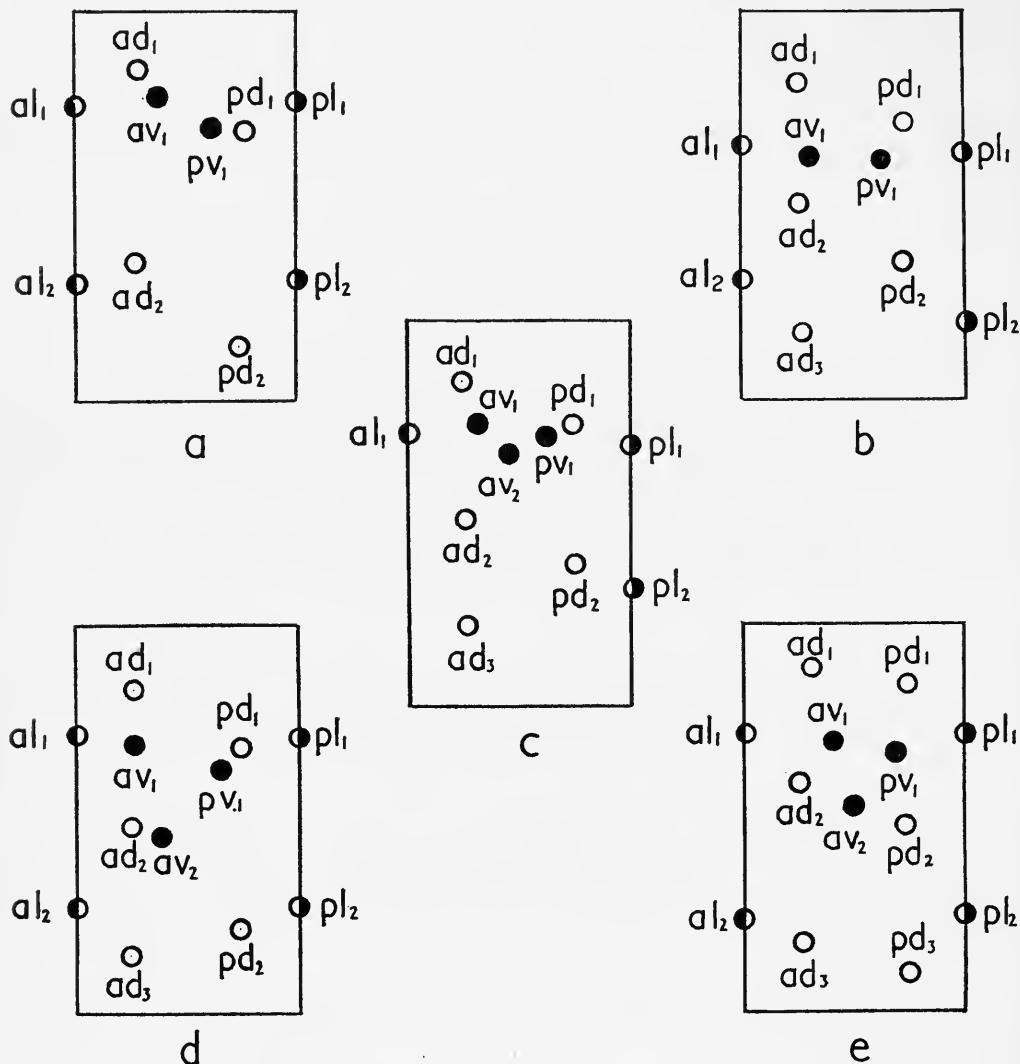 ad₁
al₁
av₁
pd₁
pl₁
pv₁
al₂
ad₂
pl₂
pd₂
a
ad₁
pd₁
al₁
av₁
pv₁
pl₁
ad₂
al₂
pd₂
pl₂
ad₃
b
ad₁
av₁
pd₁
al₁
pv₁
pl₁
av₂
ad₂
pd₂
pl₂
ad₃
c
ad₁
pd₁
al₁
pl₁
av₁
pv₁
ad₂
av₂
al₂
pl₂
pd₂
ad₃
d
ad₁
pd₁
av₁
al₁
pl₁
pv₁
ad₂
av₂
pd₂
al₂
pl₂
ad₃
pd₃
e